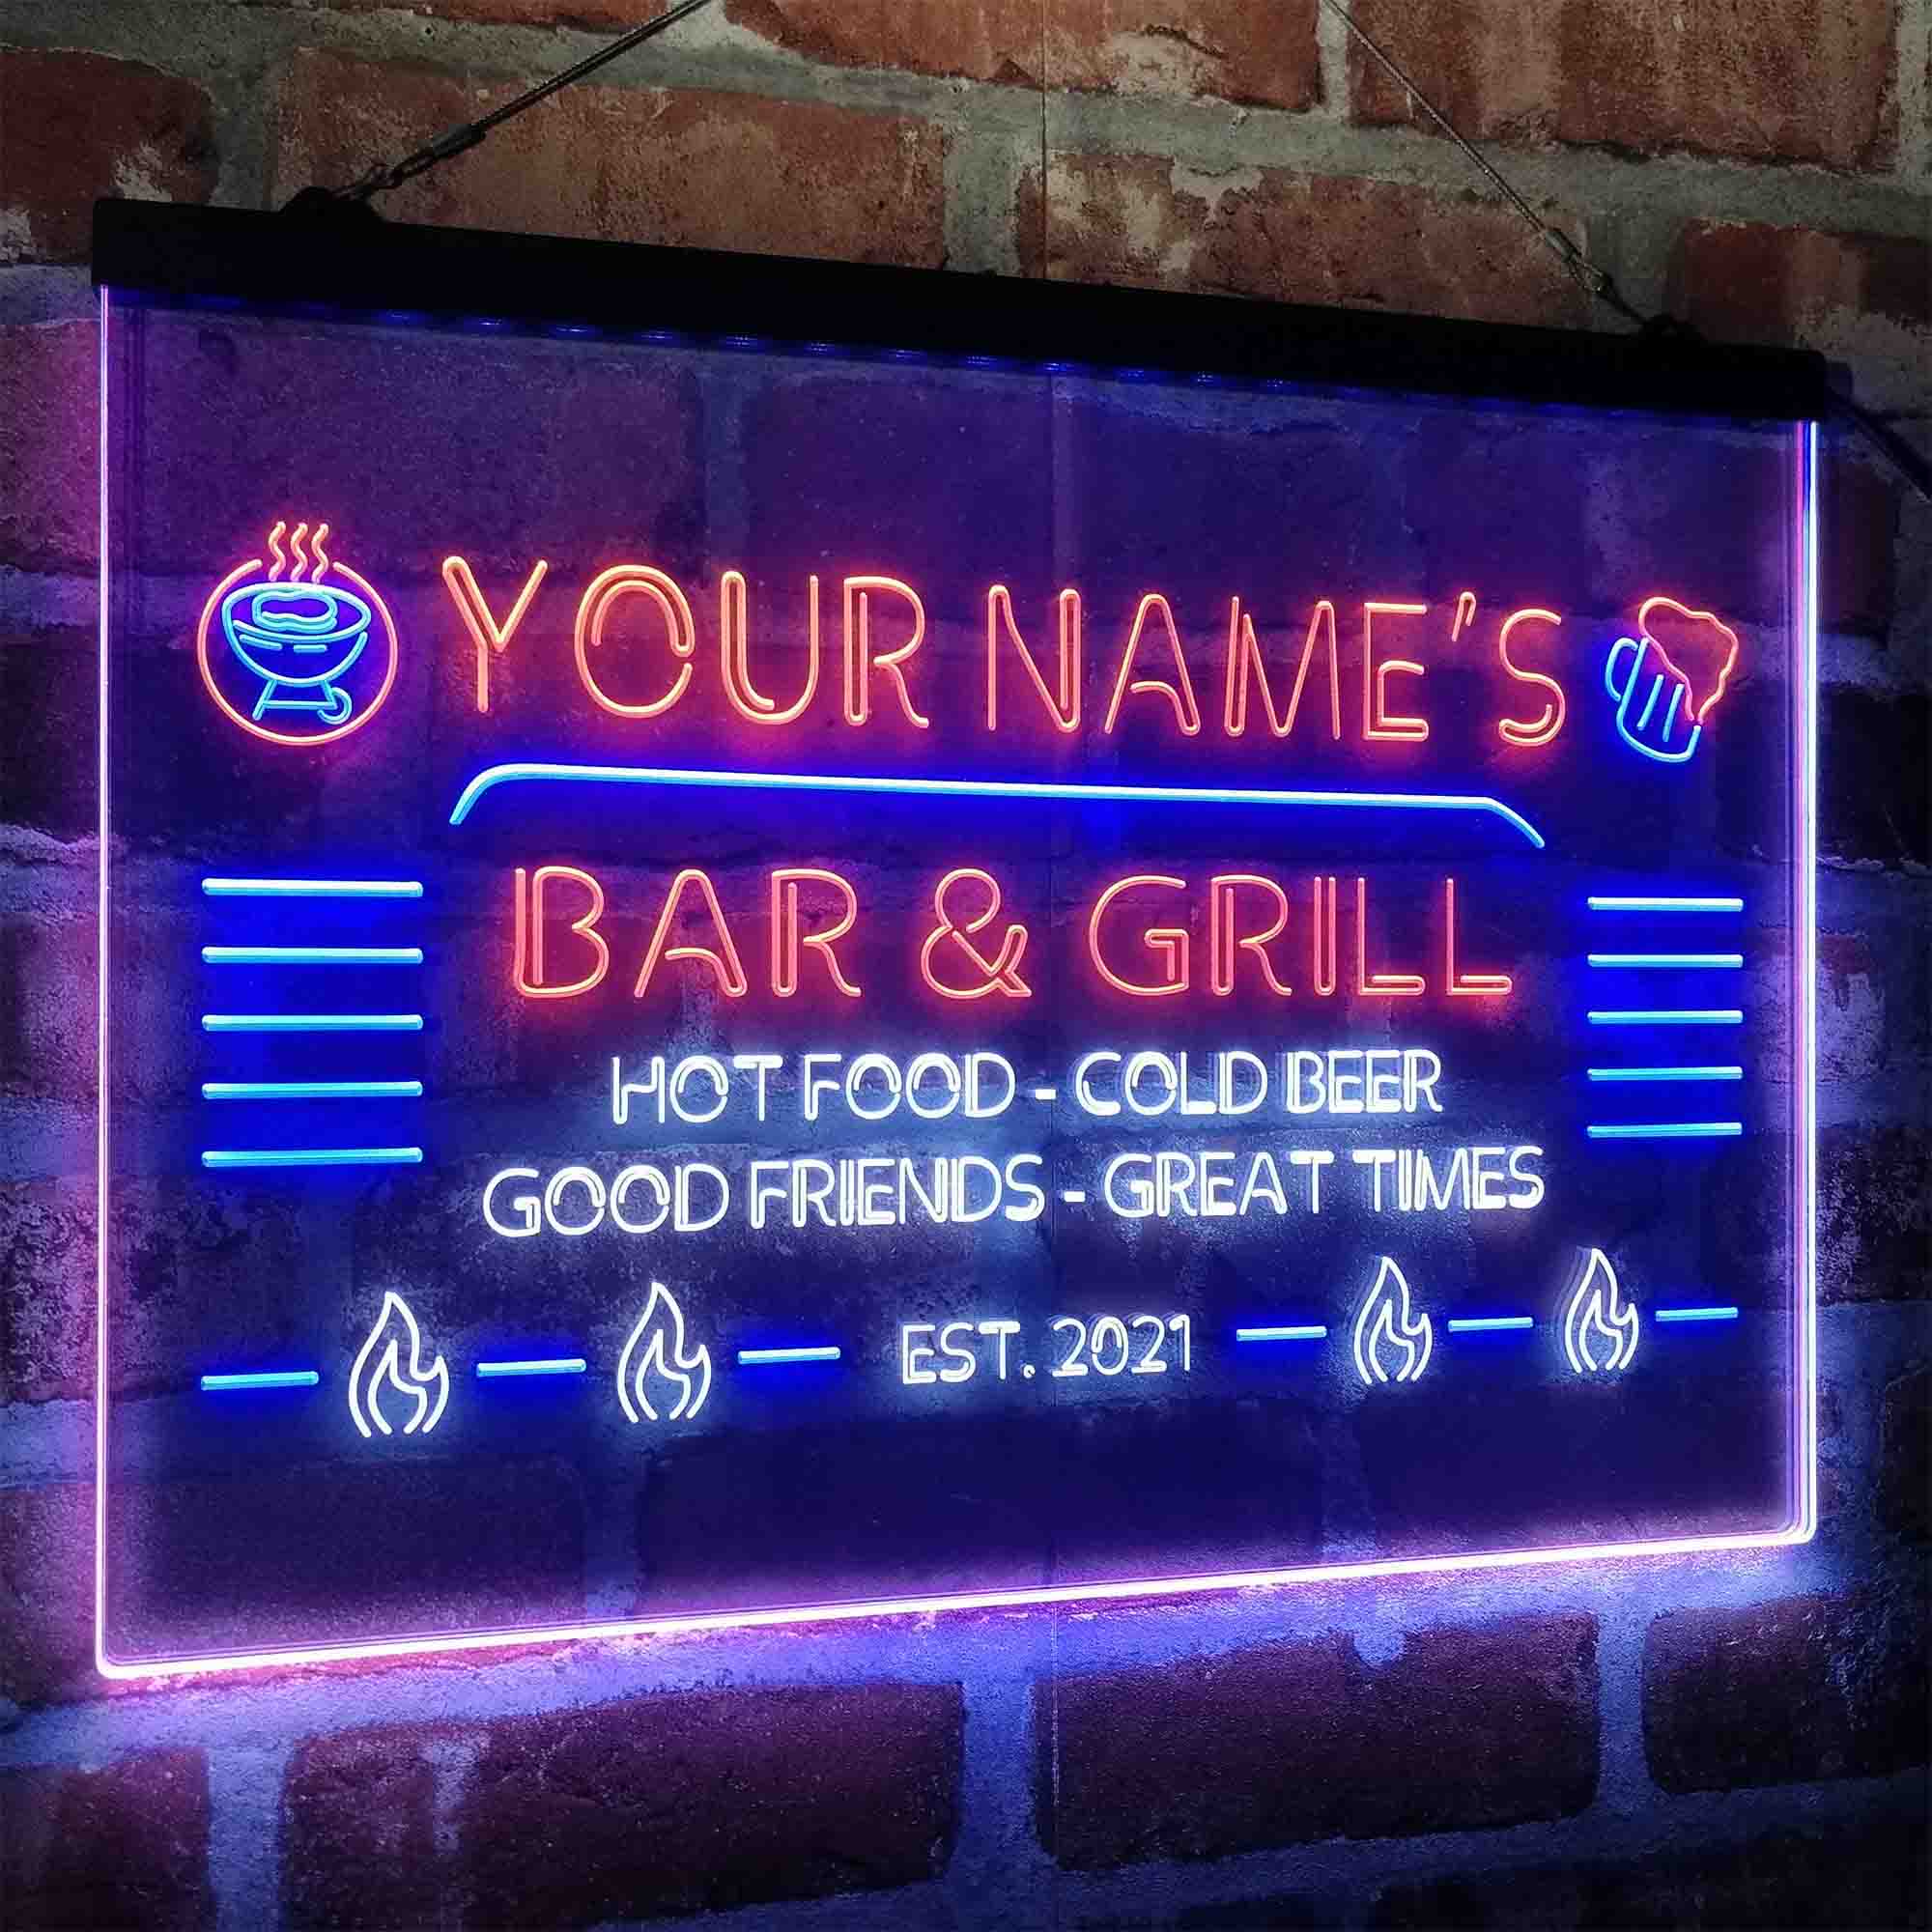 YOUR NAME'S
BAR & GRILL
HOT FOOD - COLD BEER
GOOD FRIENDS - GREAT TIMES
EST. 2021